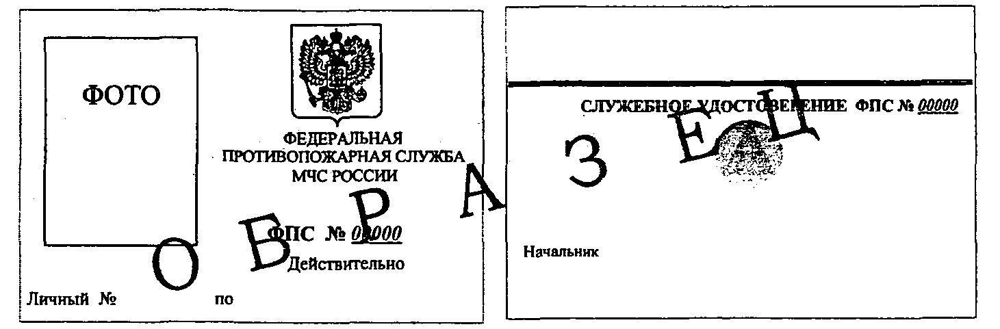 ФОТО
ФЕДЕРАЛЬНАЯ
ПРОТИВОПОЖАРНАЯ СЛУЖБА
МЧС РОССИИ
ФПС № 00000
Действительно
Личный № по
СЛУЖЕБНОЕ УДОСТОВЕРЕНИЕ ФПС № 00000
Начальник
ОБРАЗЕЦ